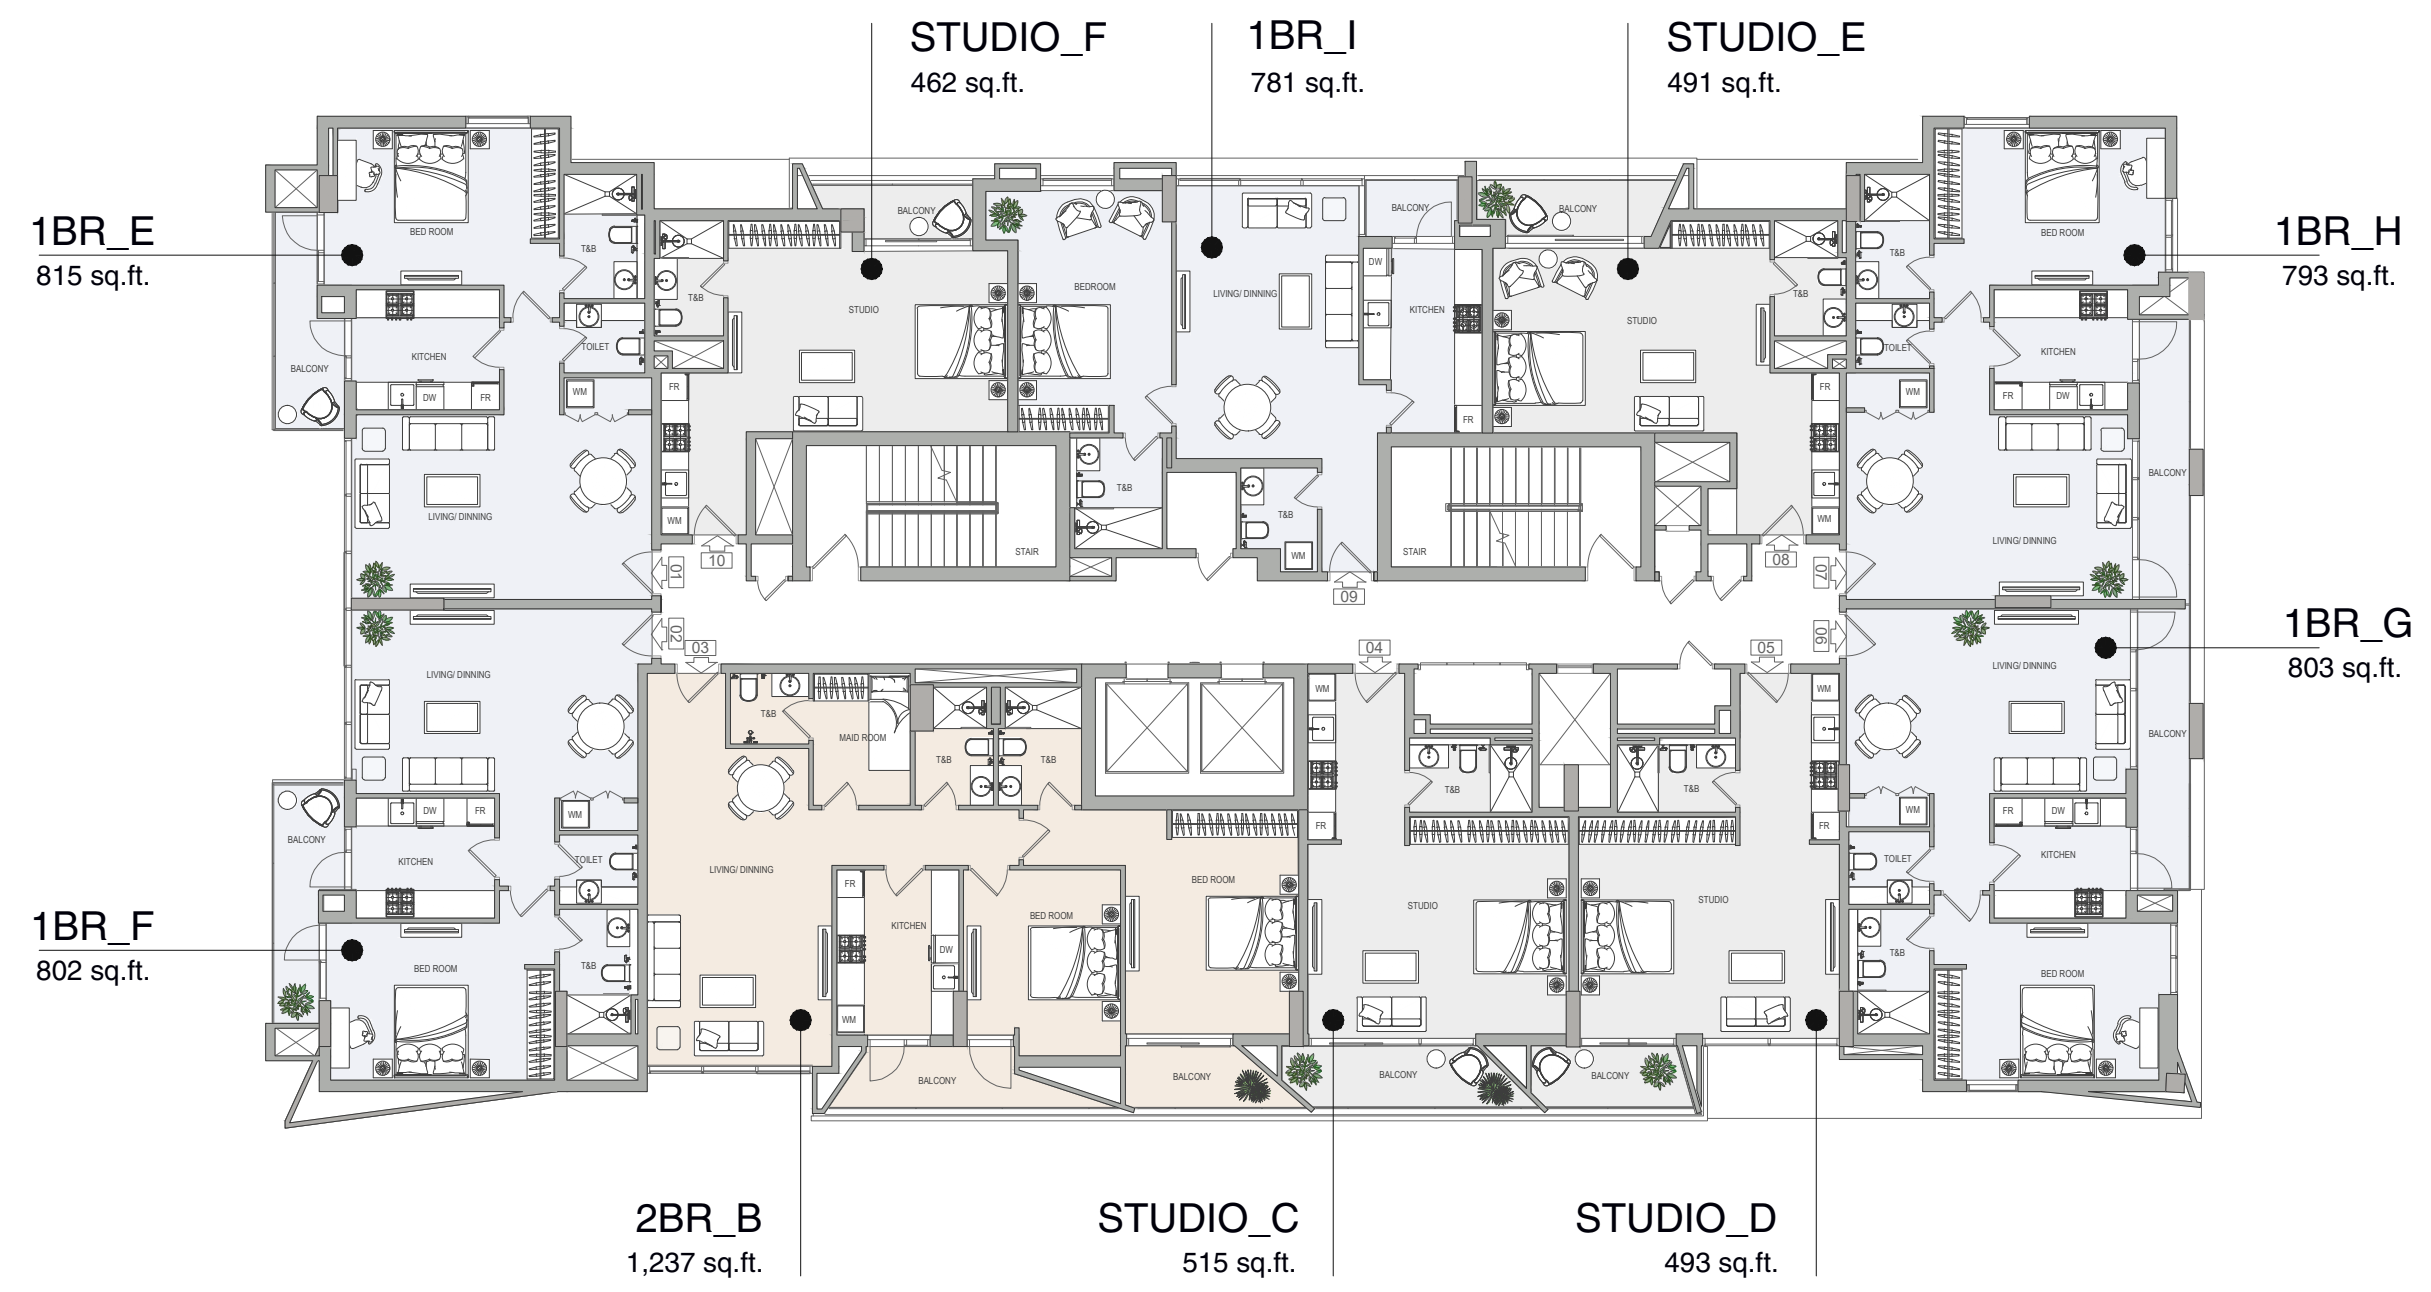 STUDIO_F
462 sq.ft.
1BR_I
781 sq.ft.
STUDIO_E
491 sq.ft.
1BR_E
815 sq.ft.
1BR_H
793 sq.ft.
BED ROOM
T&B
KITCHEN
TOILET
BALCONY
DW
FR
WM
LIVING/ DINNING
01
BALCONY
T&B
STUDIO
FR
WM
10
STAIR
BEDROOM
T&B
LIVING/ DINNING
BALCONY
DW
KITCHEN
FR
T&B
WM
09
STAIR
BALCONY
STUDIO
T&B
FR
WM
08
BED ROOM
T&B
TOILET
KITCHEN
WM
FR
DW
BALCONY
LIVING/ DINNING
07
1BR_G
803 sq.ft.
02
LIVING/ DINNING
WM
DW
FR
BALCONY
KITCHEN
TOILET
BED ROOM
T&B
1BR_F
802 sq.ft.
03
T&B
MAID ROOM
T&B
T&B
LIVING/ DINNING
FR
KITCHEN
DW
WM
BED ROOM
BED ROOM
BALCONY
BALCONY
04
WM
T&B
FR
STUDIO
BALCONY
05
WM
T&B
FR
STUDIO
BALCONY
06
LIVING/ DINNING
BALCONY
WM
FR
DW
TOILET
KITCHEN
T&B
BED ROOM
2BR_B
1,237 sq.ft.
STUDIO_C
515 sq.ft.
STUDIO_D
493 sq.ft.